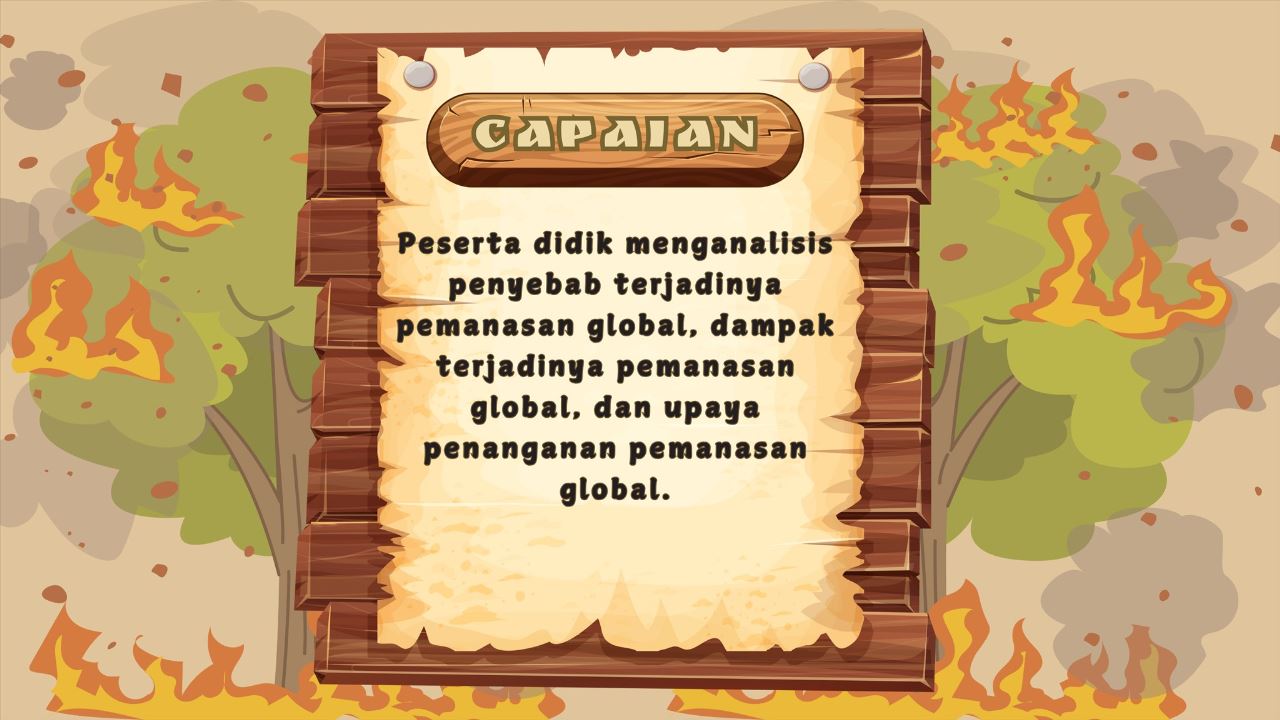 CAPAIAN
Peserta didik menganalisis
penyebab terjadinya
pemanasan global, dampak
terjadinya pemanasan
global, dan upaya
penanganan pemanasan
global.